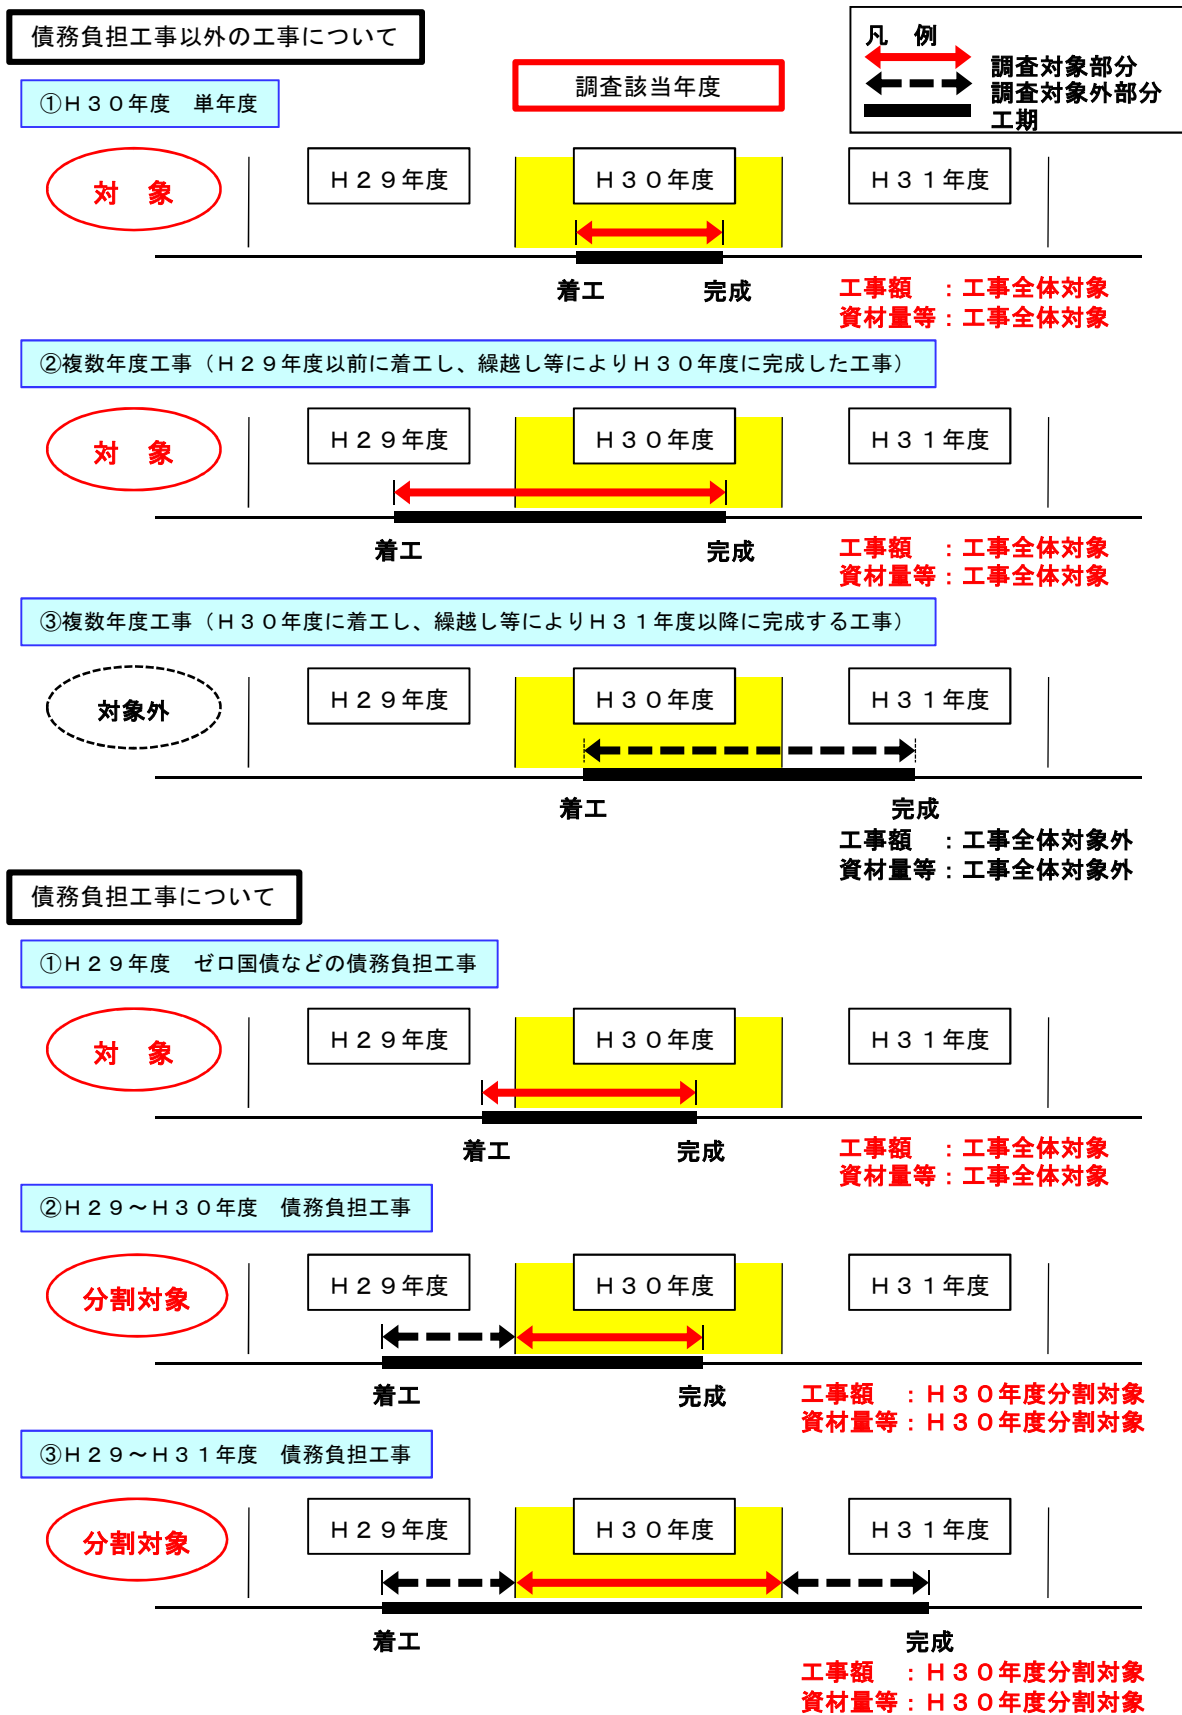 債務負担工事以外の工事について
凡　例
調査対象部分
調査対象外部分
工期
調査該当年度
①Ｈ３０年度　単年度
対　象
Ｈ２９年度
Ｈ３０年度
Ｈ３１年度
着工
完成
工事額　：工事全体対象
資材量等：工事全体対象
②複数年度工事（Ｈ２９年度以前に着工し、繰越し等によりＨ３０年度に完成した工事）
対　象
Ｈ２９年度
Ｈ３０年度
Ｈ３１年度
着工
完成
工事額　：工事全体対象
資材量等：工事全体対象
③複数年度工事（Ｈ３０年度に着工し、繰越し等によりＨ３１年度以降に完成する工事）
対象外
Ｈ２９年度
Ｈ３０年度
Ｈ３１年度
着工
完成
工事額　：工事全体対象外
資材量等：工事全体対象外
債務負担工事について
①Ｈ２９年度　ゼロ国債などの債務負担工事
対　象
Ｈ２９年度
Ｈ３０年度
Ｈ３１年度
着工
完成
工事額　：工事全体対象
資材量等：工事全体対象
②Ｈ２９～Ｈ３０年度　債務負担工事
分割対象
Ｈ２９年度
Ｈ３０年度
Ｈ３１年度
着工
完成
工事額　：Ｈ３０年度分割対象
資材量等：Ｈ３０年度分割対象
③Ｈ２９～Ｈ３１年度　債務負担工事
分割対象
Ｈ２９年度
Ｈ３０年度
Ｈ３１年度
着工
完成
工事額　：Ｈ３０年度分割対象
資材量等：Ｈ３０年度分割対象